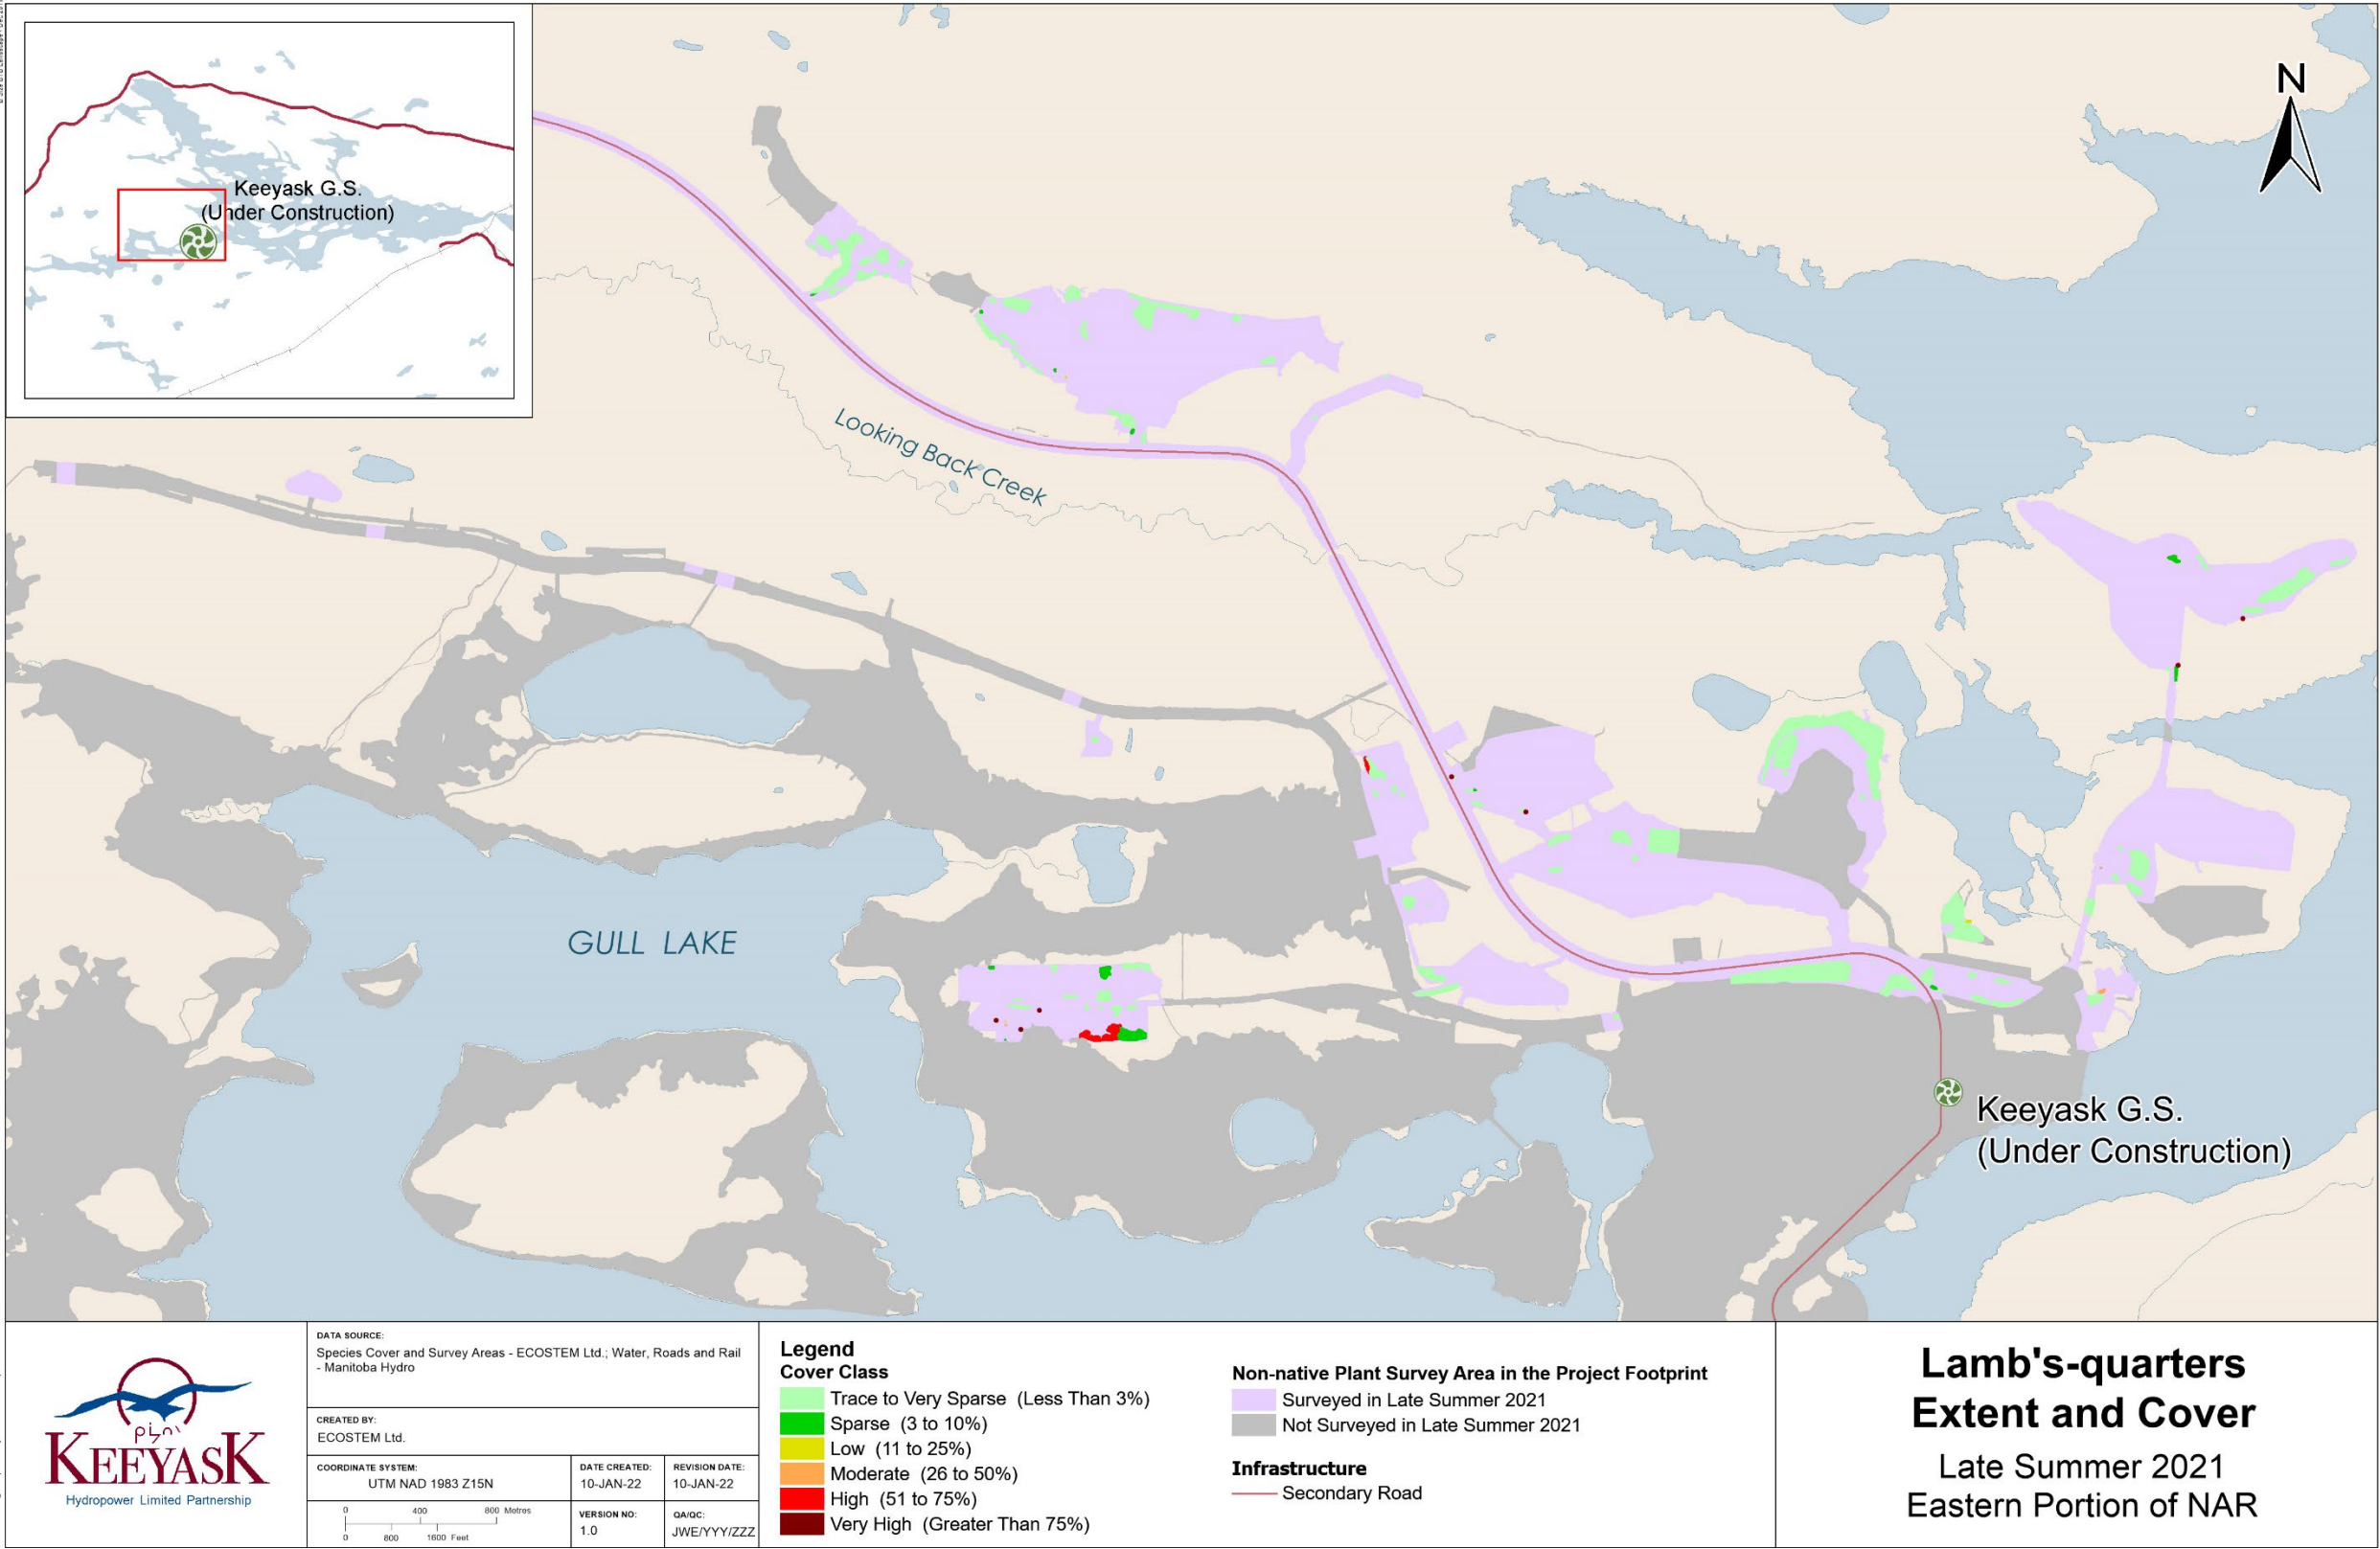 Keeyask G.S.
(Under Construction)
N
Looking Back Creek
GULL LAKE
Keeyask G.S.
(Under Construction)
ᑭᔭᐢᐠ
KEEYASK
Hydropower Limited Partnership
DATA SOURCE:
Species Cover and Survey Areas - ECOSTEM Ltd.; Water, Roads and Rail
- Manitoba Hydro
CREATED BY:
ECOSTEM Ltd.
COORDINATE SYSTEM:
UTM NAD 1983 Z15N
DATE CREATED:
10-JAN-22
REVISION DATE:
10-JAN-22
0 400 800 Metres
0 800 1600 Feet
VERSION NO:
1.0
QA/QC:
JWE/YYY/ZZZ
Legend
Cover Class
Trace to Very Sparse (Less Than 3%)
Sparse (3 to 10%)
Low (11 to 25%)
Moderate (26 to 50%)
High (51 to 75%)
Very High (Greater Than 75%)
Non-native Plant Survey Area in the Project Footprint
Surveyed in Late Summer 2021
Not Surveyed in Late Summer 2021
Infrastructure
Secondary Road
Lamb's-quarters
Extent and Cover
Late Summer 2021
Eastern Portion of NAR